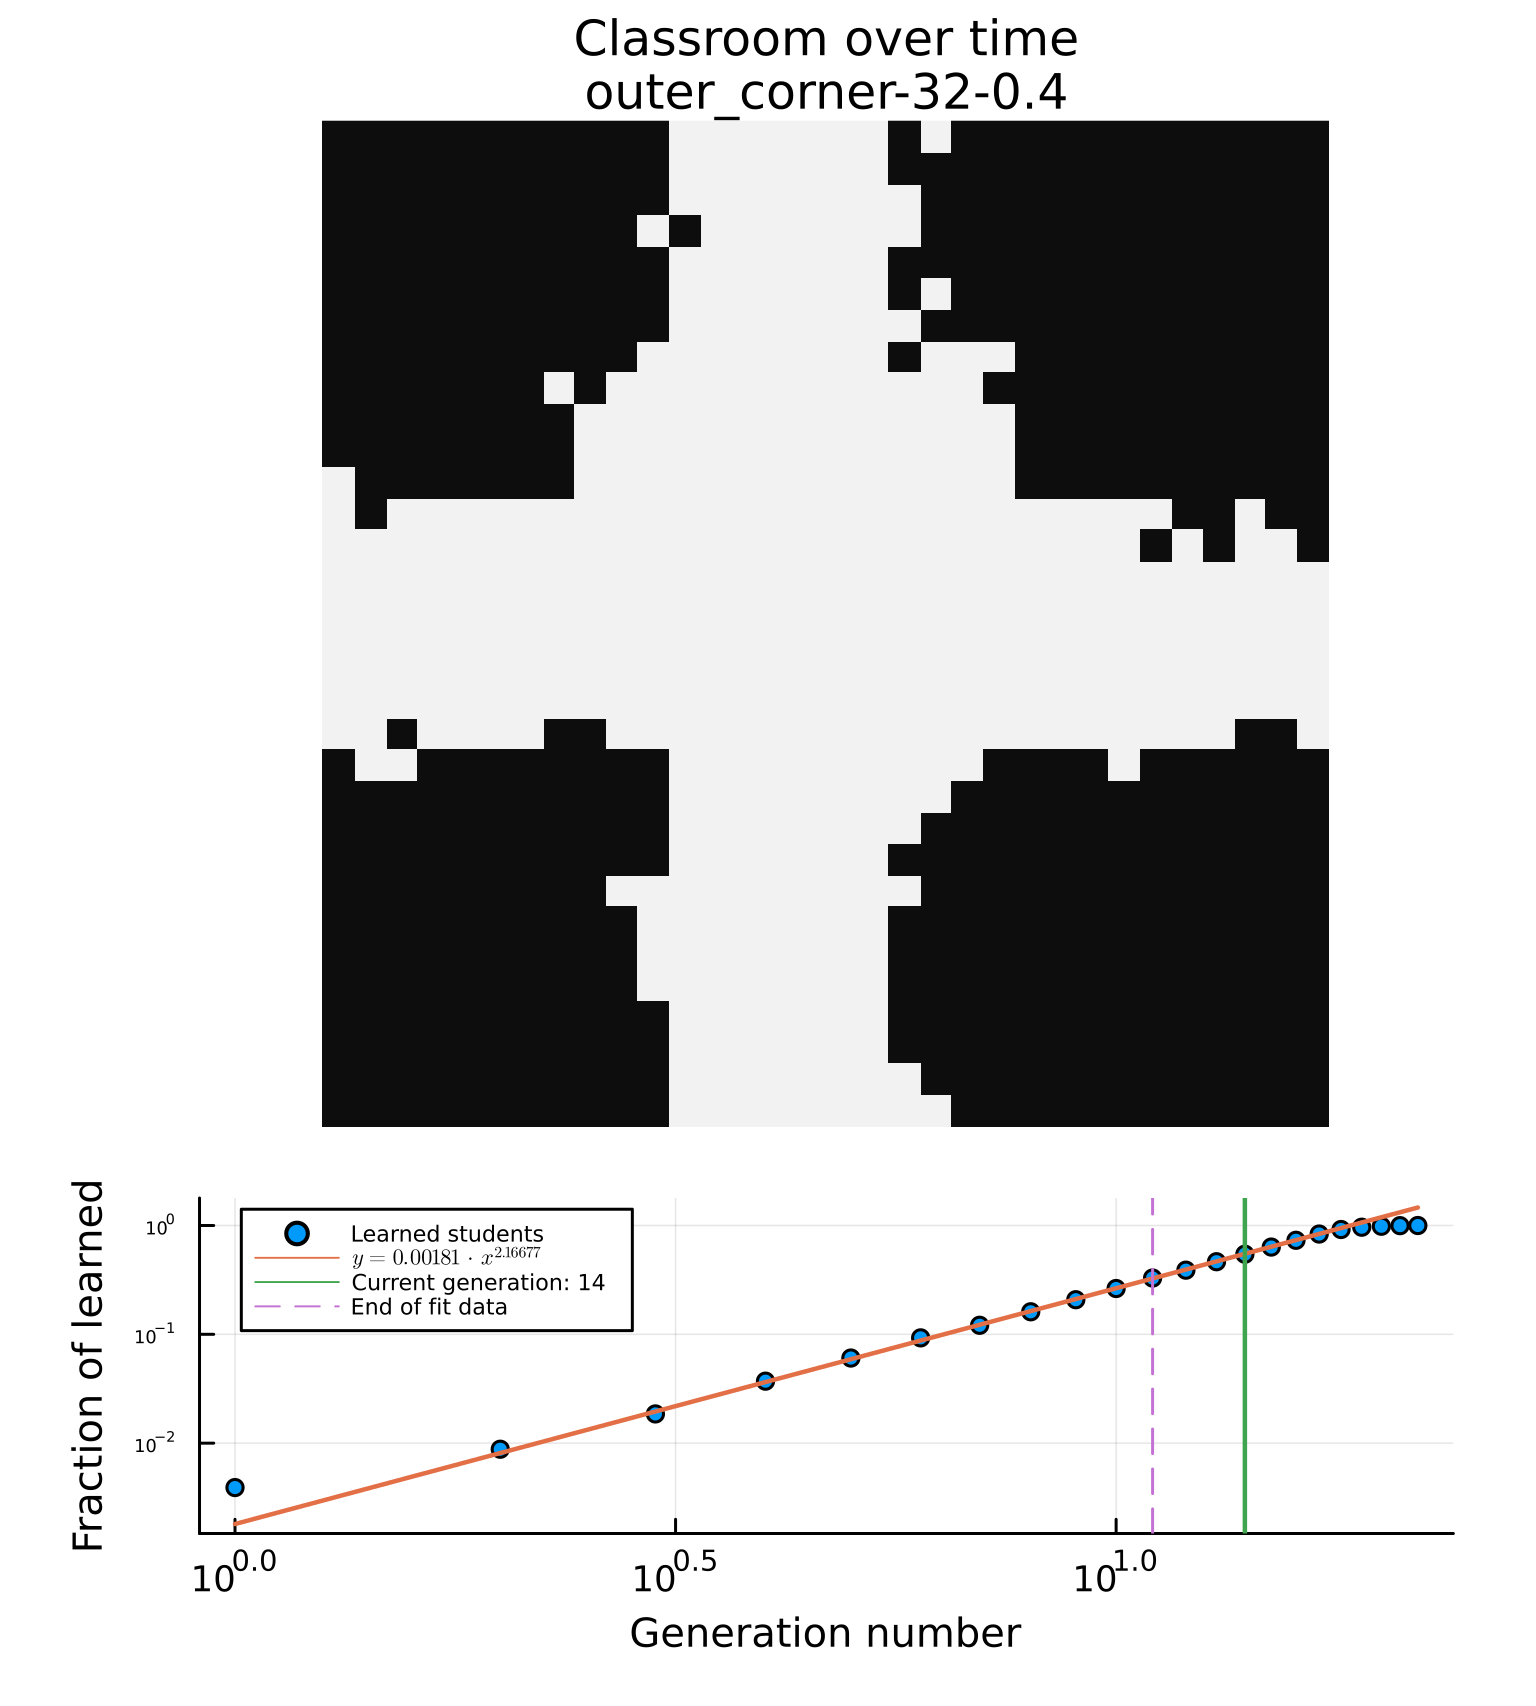 Classroom over time
outer_corner-32-0.4
Fraction of learned
10⁰
10⁻¹
10⁻²
Learned students
y = 0.00181 · x^2.16677
Current generation: 14
End of fit data
10^0.0
10^0.5
10^1.0
Generation number